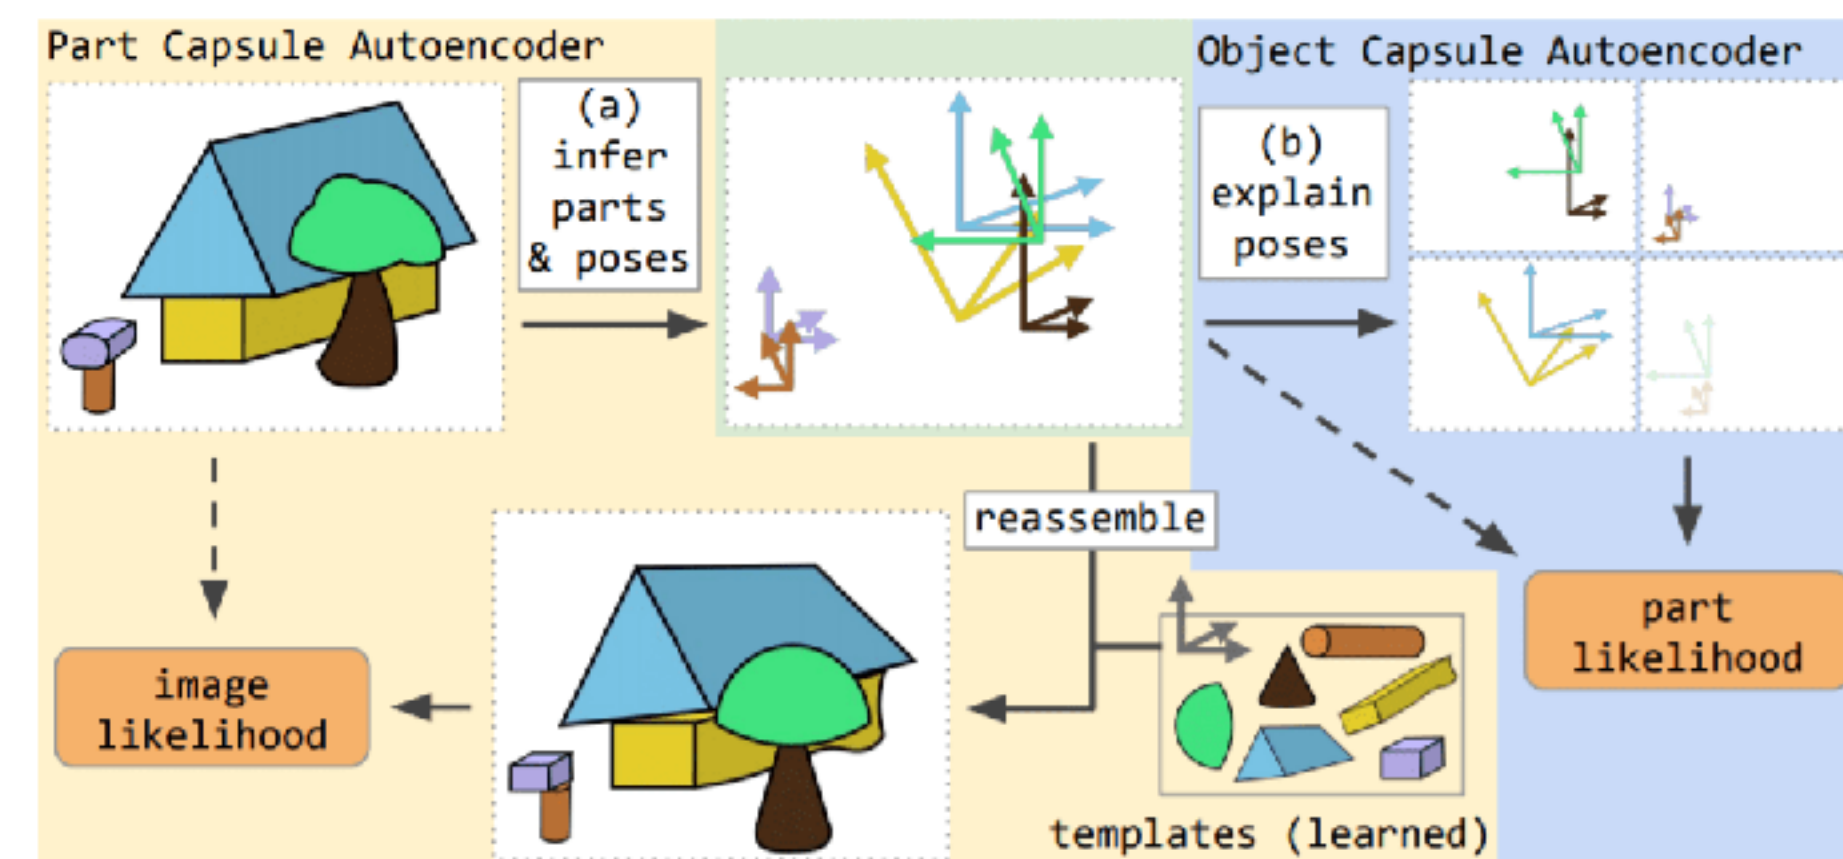 Part Capsule Autoencoder
(a)
infer
parts
& poses
Object Capsule Autoencoder
(b)
explain
poses
reassemble
image
likelihood
part
likelihood
templates (learned)